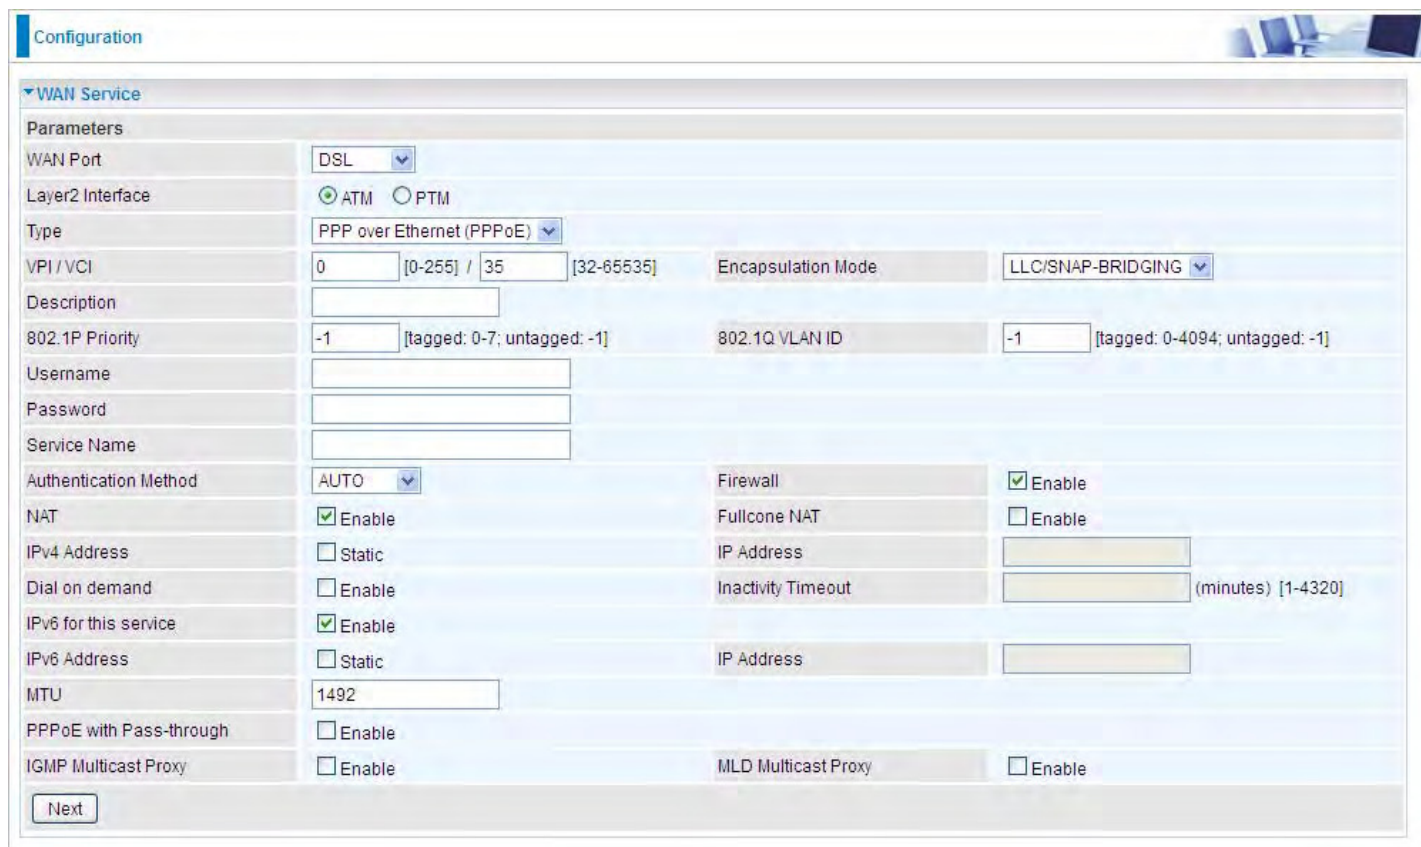 Configuration
WAN Service
Parameters
WAN Port DSL
Layer2 Interface ATM PTM
Type PPP over Ethernet (PPPoE)
VPI / VCI 0 [0-255] / 35 [32-65535] Encapsulation Mode LLC/SNAP-BRIDGING
Description
802.1P Priority -1 [tagged: 0-7; untagged: -1] 802.1Q VLAN ID -1 [tagged: 0-4094; untagged: -1]
Username
Password
Service Name
Authentication Method AUTO Firewall Enable
NAT Enable Fullcone NAT Enable
IPv4 Address Static IP Address
Dial on demand Enable Inactivity Timeout (minutes) [1-4320]
IPv6 for this service Enable
IPv6 Address Static IP Address
MTU 1492
PPPoE with Pass-through Enable
IGMP Multicast Proxy Enable MLD Multicast Proxy Enable
Next